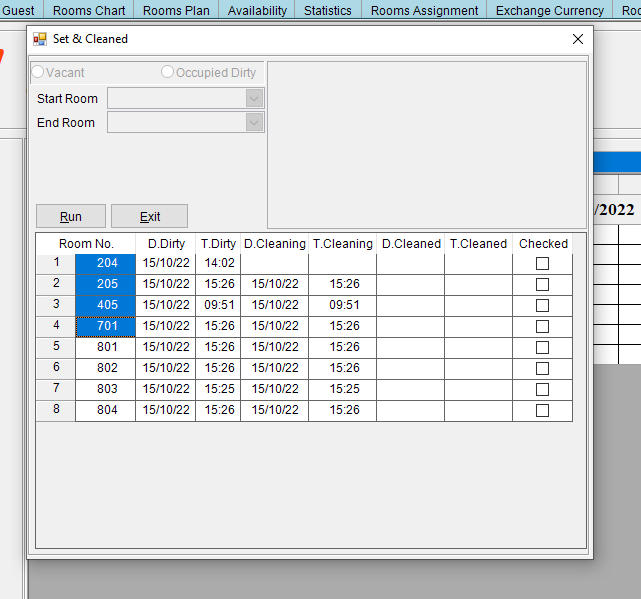 Guest Rooms Chart Rooms Plan Availability Statistics Rooms Assignment Exchange Currency
Set & Cleaned
Vacant Occupied Dirty
Start Room
End Room
Run Exit
/2022
Room No. D.Dirty T.Dirty D.Cleaning T.Cleaning D.Cleaned T.Cleaned Checked
1 204 15/10/22 14:02
2 205 15/10/22 15:26 15/10/22 15:26
3 405 15/10/22 09:51 15/10/22 09:51
4 701 15/10/22 15:26 15/10/22 15:26
5 801 15/10/22 15:26 15/10/22 15:26
6 802 15/10/22 15:26 15/10/22 15:26
7 803 15/10/22 15:25 15/10/22 15:25
8 804 15/10/22 15:26 15/10/22 15:26